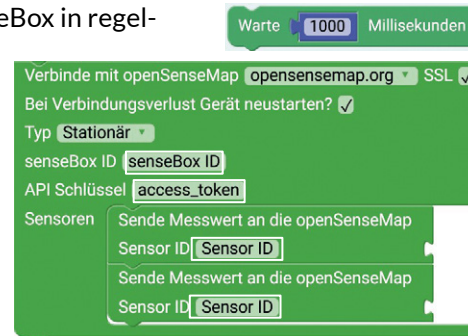 eBox in regel-
Warte 1000 Millisekunden
Verbinde mit openSenseMap opensensemap.org SSL
Bei Verbindungsverlust Gerät neustarten?
Typ Stationär
senseBox ID senseBox ID
API Schlüssel access_token
Sensoren Sende Messwert an die openSenseMap
Sensor ID Sensor ID
Sende Messwert an die openSenseMap
Sensor ID Sensor ID